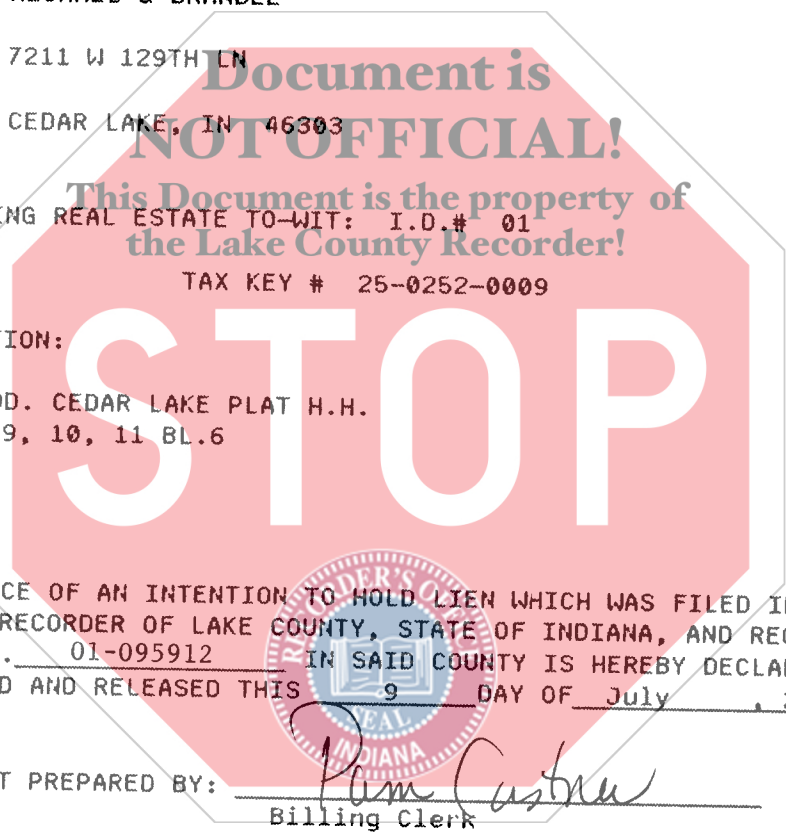 7211 W 129TH LN
Document is
CEDAR LAKE, IN 46303
NOT OFFICIAL!
This Document is the property of
NG REAL ESTATE TO-WIT: I.D.# 01
the Lake County Recorder!
TAX KEY # 25-0252-0009
STOP
TION:
DD. CEDAR LAKE PLAT H.H.
9, 10, 11 BL.6
CE OF AN INTENTION TO HOLD LIEN WHICH WAS FILED I
RECORDER OF LAKE COUNTY, STATE OF INDIANA, AND REC
. 01-095912 IN SAID COUNTY IS HEREBY DECLA
D AND RELEASED THIS 9 DAY OF July ,
SEAL
INDIANA
T PREPARED BY: Pam Castner
Billing Clerk